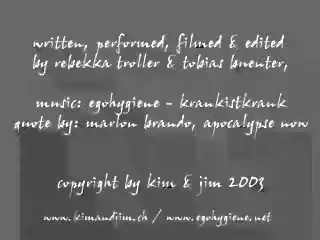 written, performed, filmed & edited
by rebekka troller & tobias buenter,
music: egohygiene - krankistkrank
quote by: marlon brando, apocalypse now
copyright by kim & jim 2003
www.kimandjim.ch / www.egohygiene.net